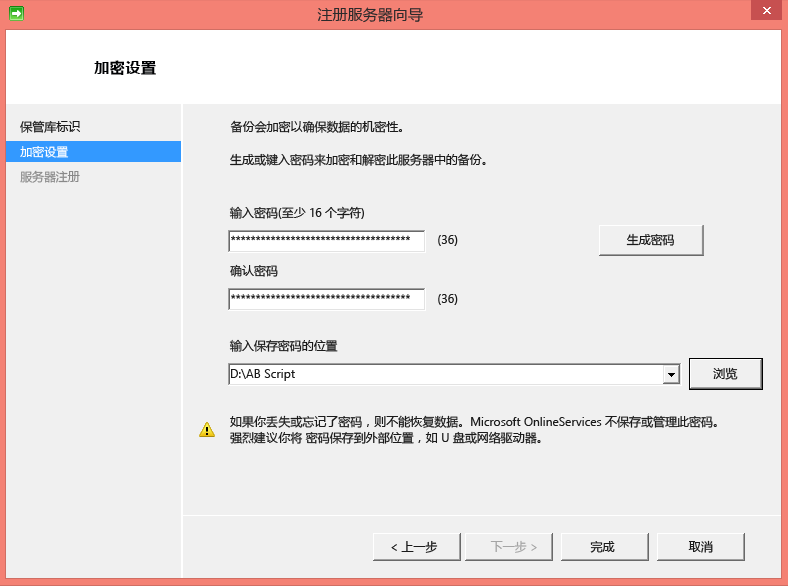 注册服务器向导
加密设置
保管库标识
加密设置
服务器注册
备份会加密以确保数据的机密性。
生成或键入密码来加密和解密此服务器中的备份。
输入密码(至少 16 个字符)
************************************ (36) 生成密码
确认密码
************************************ (36)
输入保存密码的位置
D:\AB Script 浏览
如果你丢失或忘记了密码，则不能恢复数据。Microsoft OnlineServices 不保存或管理此密码。
强烈建议你将 密码保存到外部位置，如 U 盘或网络驱动器。
< 上一步 下一步 > 完成 取消